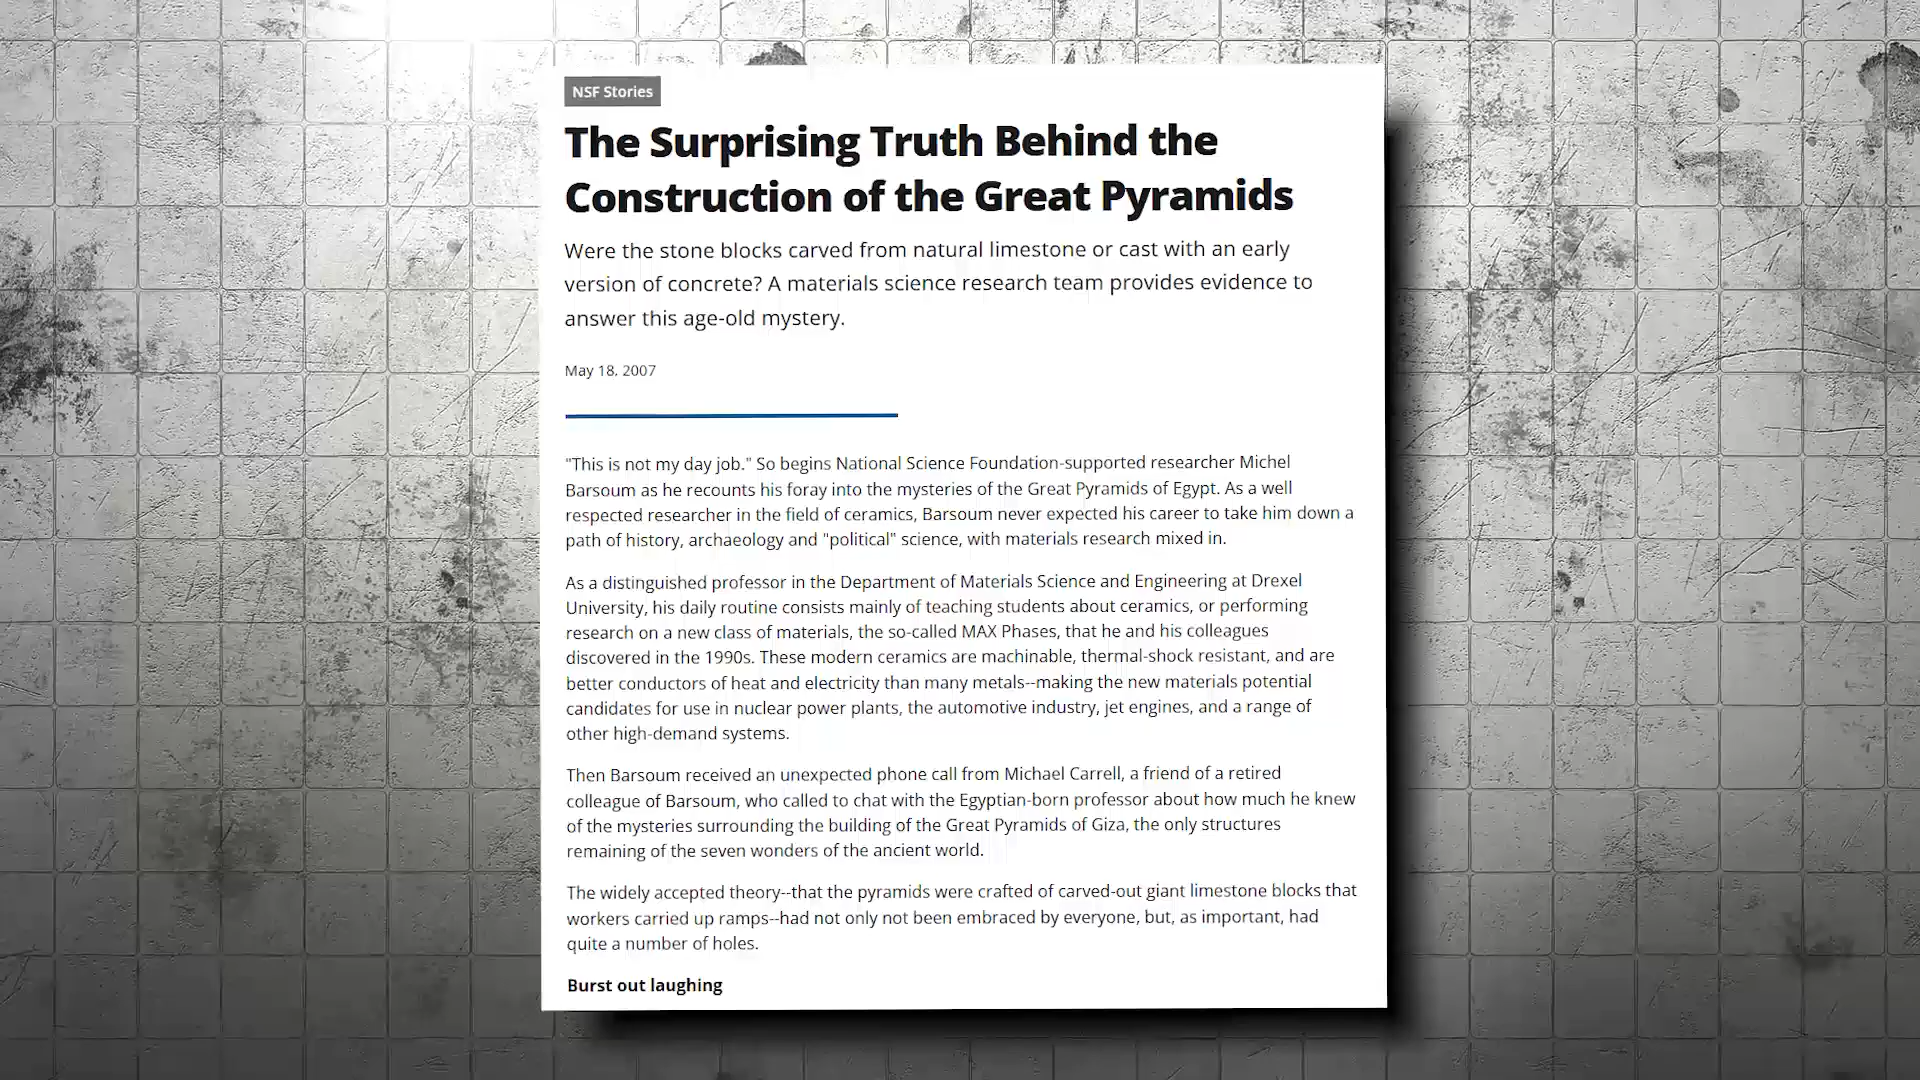 NSF Stories
The Surprising Truth Behind the
Construction of the Great Pyramids
Were the stone blocks carved from natural limestone or cast with an early
version of concrete? A materials science research team provides evidence to
answer this age-old mystery.
May 18, 2007
"This is not my day job." So begins National Science Foundation-supported researcher Michel
Barsoum as he recounts his foray into the mysteries of the Great Pyramids of Egypt. As a well
respected researcher in the field of ceramics, Barsoum never expected his career to take him down a
path of history, archaeology and "political" science, with materials research mixed in.
As a distinguished professor in the Department of Materials Science and Engineering at Drexel
University, his daily routine consists mainly of teaching students about ceramics, or performing
research on a new class of materials, the so-called MAX Phases, that he and his colleagues
discovered in the 1990s. These modern ceramics are machinable, thermal-shock resistant, and are
better conductors of heat and electricity than many metals--making the new materials potential
candidates for use in nuclear power plants, the automotive industry, jet engines, and a range of
other high-demand systems.
Then Barsoum received an unexpected phone call from Michael Carrell, a friend of a retired
colleague of Barsoum, who called to chat with the Egyptian-born professor about how much he knew
of the mysteries surrounding the building of the Great Pyramids of Giza, the only structures
remaining of the seven wonders of the ancient world.
The widely accepted theory--that the pyramids were crafted of carved-out giant limestone blocks that
workers carried up ramps--had not only not been embraced by everyone, but, as important, had
quite a number of holes.
Burst out laughing